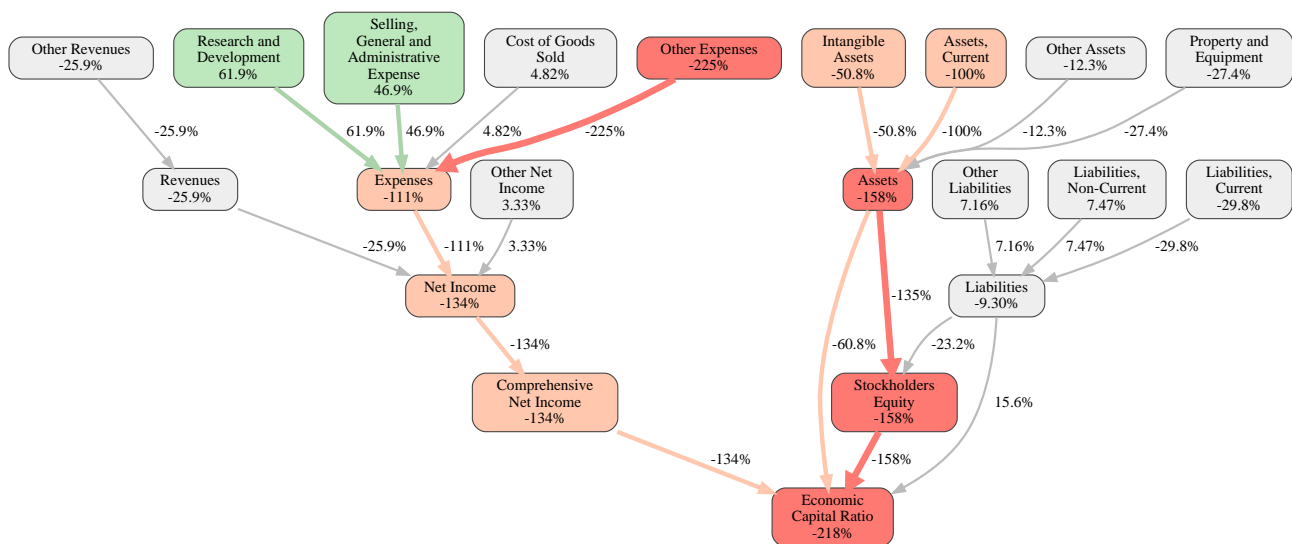 Other Revenues
-25.9%
Research and
Development
61.9%
Selling,
General and
Administrative
Expense
46.9%
Cost of Goods
Sold
4.82%
Other Expenses
-225%
Intangible
Assets
-50.8%
Assets,
Current
-100%
Other Assets
-12.3%
Property and
Equipment
-27.4%
-25.9%
61.9%
46.9%
4.82%
-225%
-50.8%
-100%
-12.3%
-27.4%
Revenues
-25.9%
Expenses
-111%
Other Net
Income
3.33%
Assets
-158%
Other
Liabilities
7.16%
Liabilities,
Non-Current
7.47%
Liabilities,
Current
-29.8%
-25.9%
-111%
3.33%
7.16%
7.47%
-29.8%
Net Income
-134%
-135%
Liabilities
-9.30%
-134%
-60.8%
-23.2%
Comprehensive
Net Income
-134%
Stockholders
Equity
-158%
15.6%
-134%
-158%
Economic
Capital Ratio
-218%